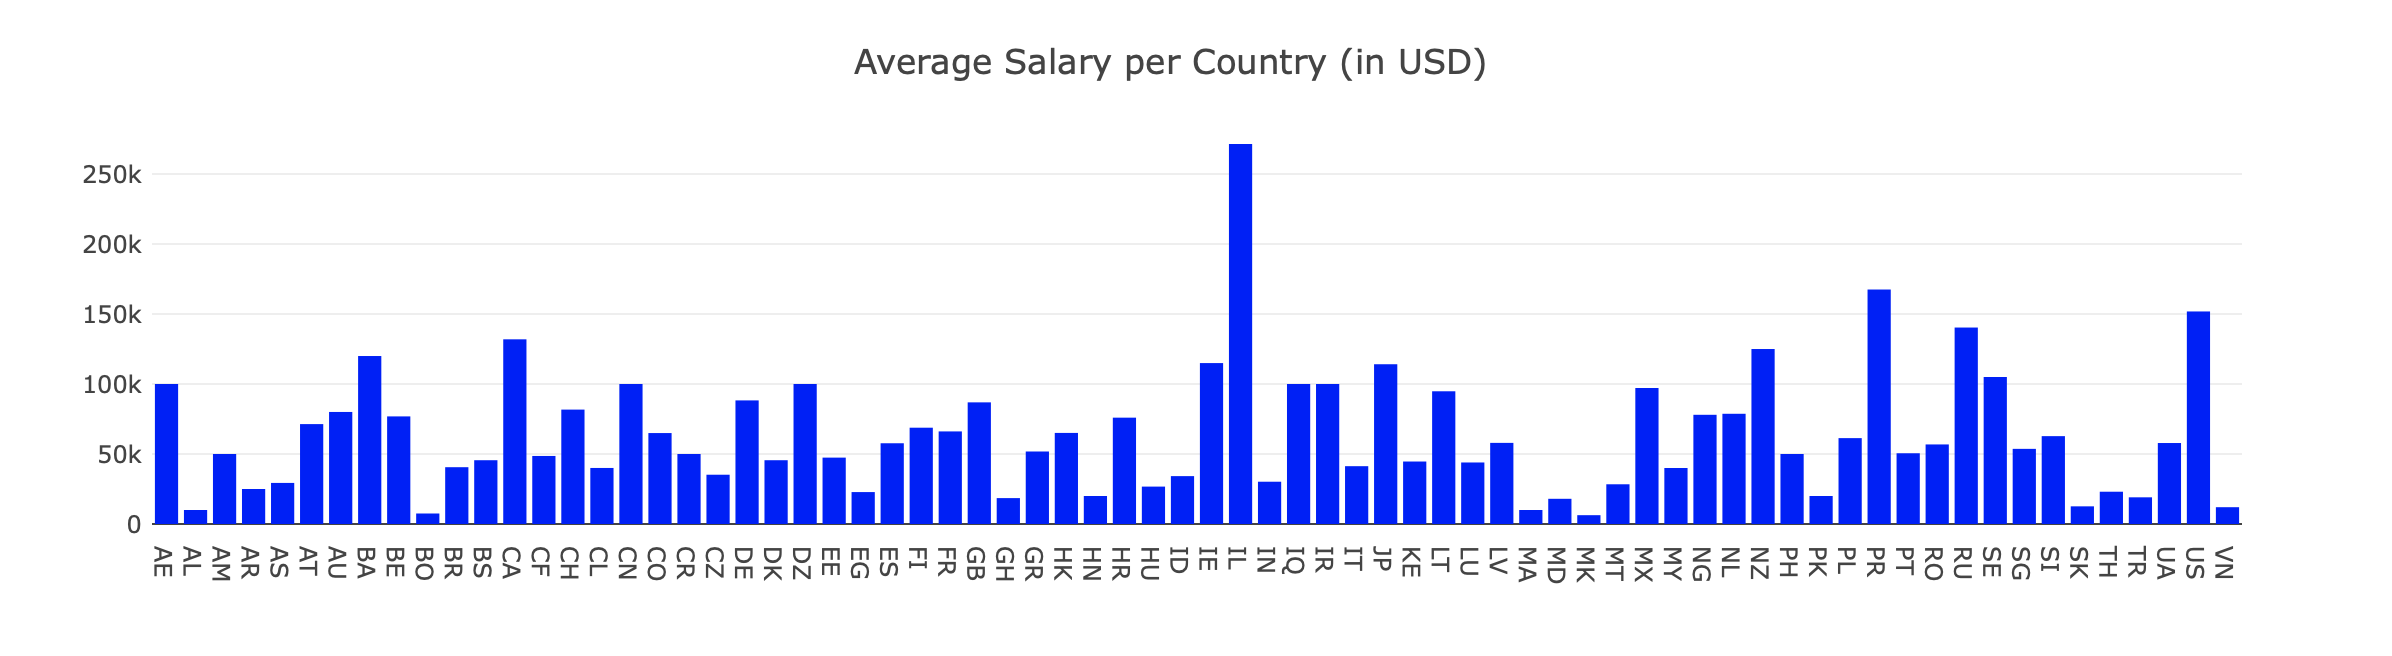 Average Salary per Country (in USD)
250k
200k
150k
100k
50k
0
AE AL AM AR AS AT AU BA BE BO BR BS CA CF CH CL CN CO CR CZ DE DK DZ EE EG ES FI FR GB GH GR HK HN HR HU ID IE IL IN IQ IR IT JP KE LT LU LV MA MD MK MT MX MY NG NL NZ PH PK PL PR PT RO RU SE SG SI SK TH TR UA US VN